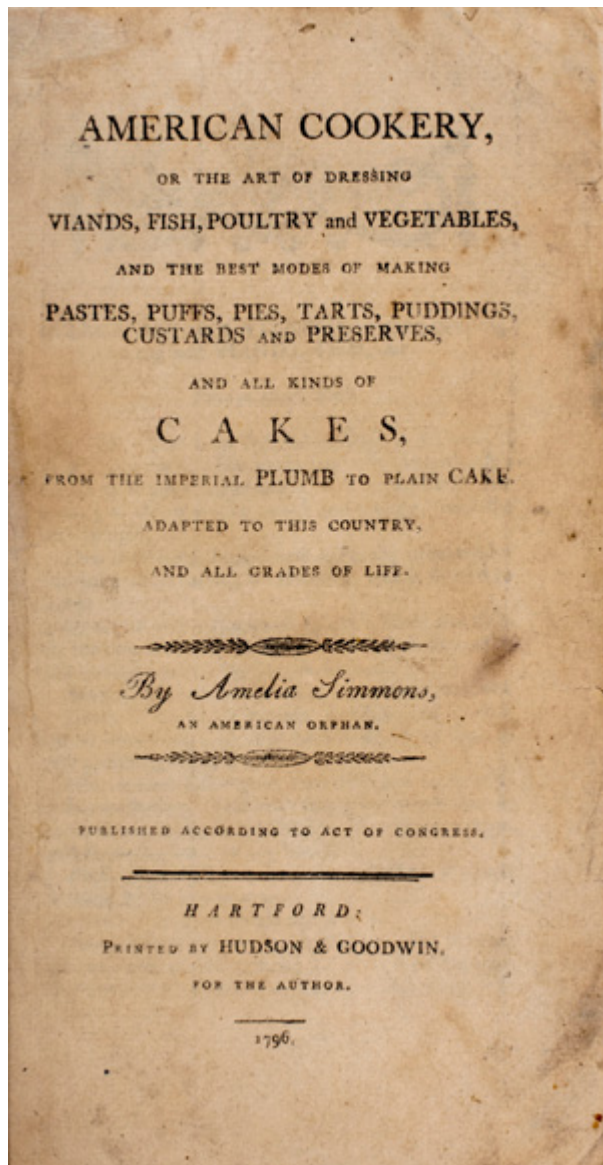 AMERICAN COOKERY,
OR THE ART OF DRESSING
VIANDS, FISH, POULTRY and VEGETABLES,
AND THE BEST MODES OF MAKING
PASTES, PUFFS, PIES, TARTS, PUDDINGS,
CUSTARDS AND PRESERVES,
AND ALL KINDS OF
CAKES,
FROM THE IMPERIAL PLUMB TO PLAIN CAKE.
ADAPTED TO THIS COUNTRY,
AND ALL GRADES OF LIFE.
By Amelia Simmons,
AN AMERICAN ORPHAN.
PUBLISHED ACCORDING TO ACT OF CONGRESS.
HARTFORD:
PRINTED BY HUDSON & GOODWIN,
FOR THE AUTHOR.
1796.